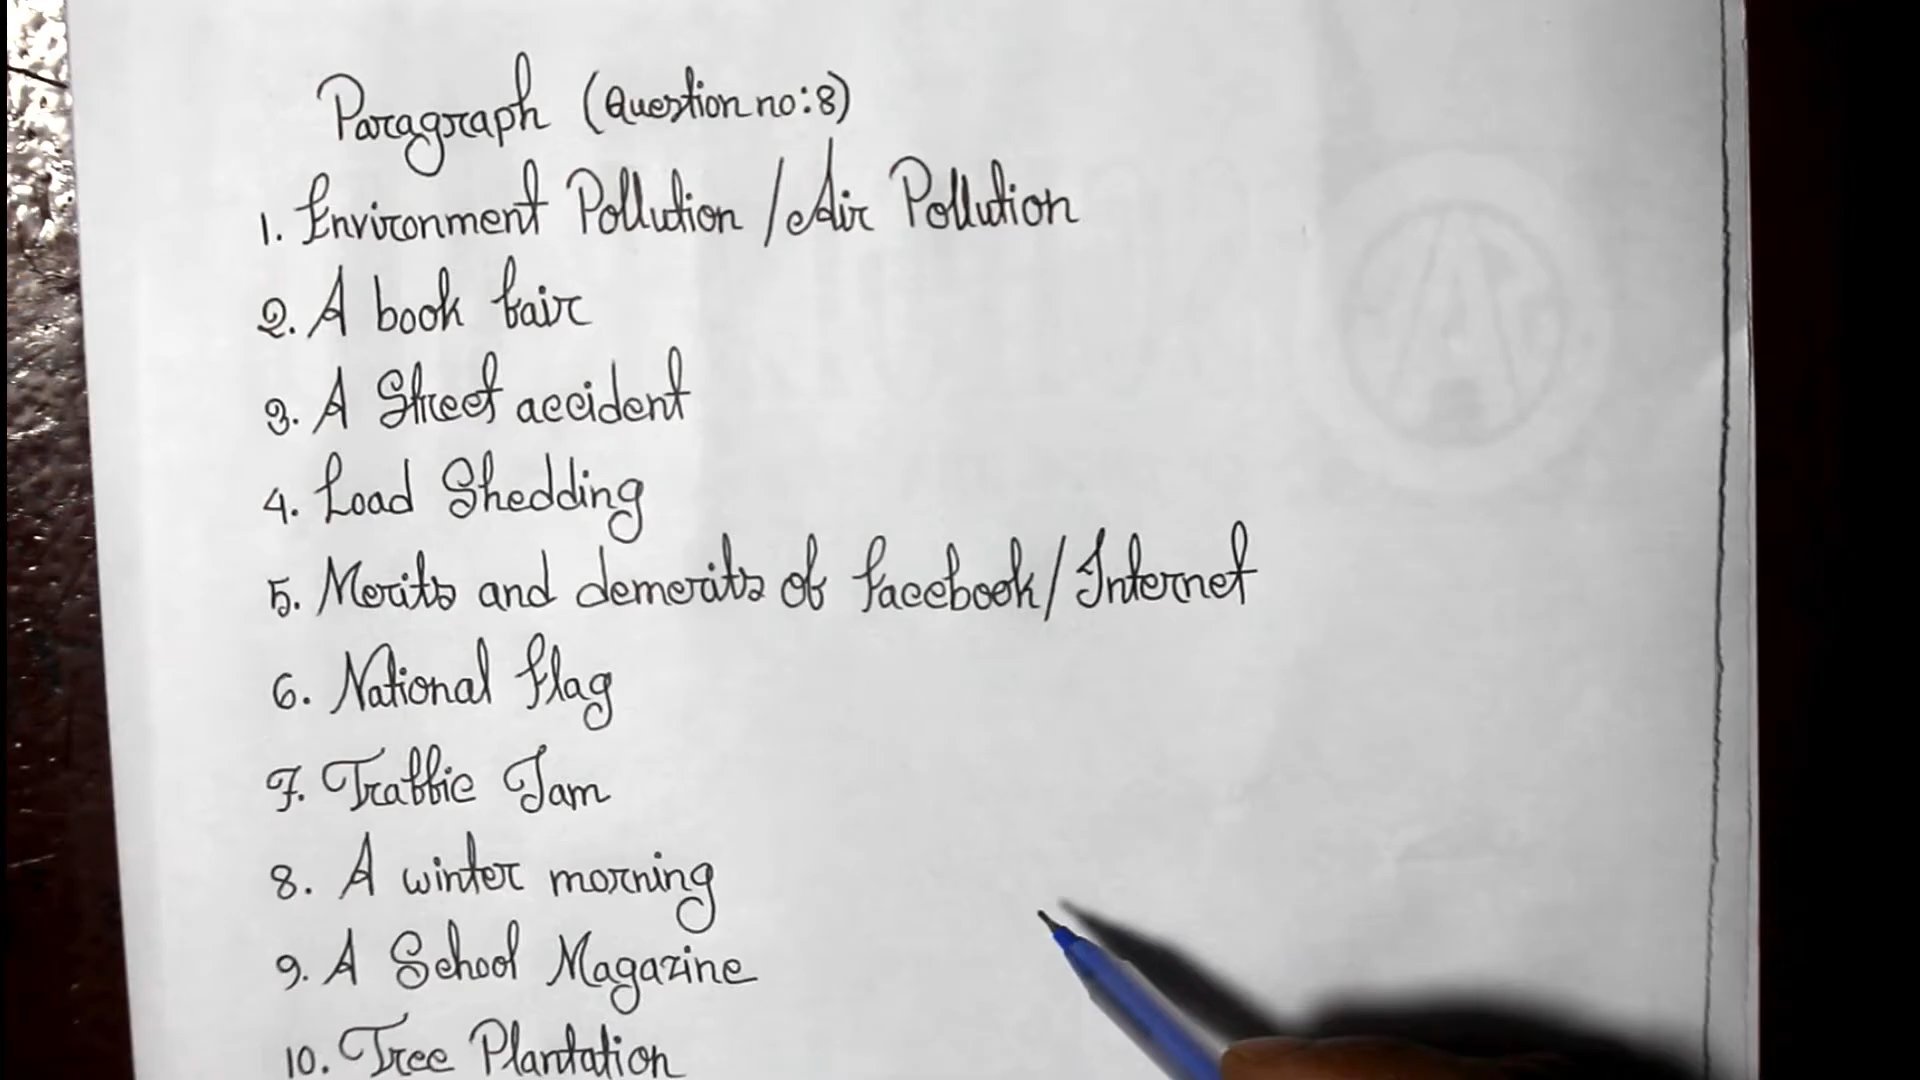 Paragraph (Question no:8)
1. Environment Pollution / Air Pollution
2. A book fair
3. A Street accident
4. Load Shedding
5. Merits and demerits of facebook/Internet
6. National flag
7. Traffic Jam
8. A winter morning
9. A School Magazine
10. Tree Plantation